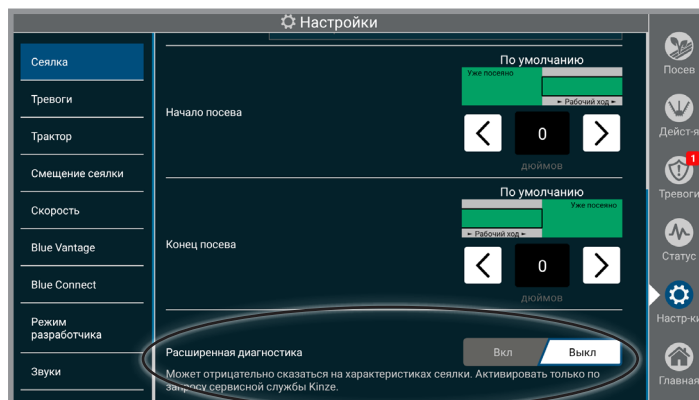 Настройки
Сеялка
Тревоги
Трактор
Смещение сеялки
Скорость
Blue Vantage
Blue Connect
Режим
разработчика
Звуки
По умолчанию
Уже посеяно
Рабочий ход
Начало посева
0
дюймов
По умолчанию
Уже посеяно
Рабочий ход
Конец посева
0
дюймов
Расширенная диагностика
Вкл
Выкл
Может отрицательно сказаться на характеристиках сеялки. Активировать только по
запросу сервисной службы Kinze.
Посев
Дейст-я
1
Тревоги
Статус
Настр-ки
Главная